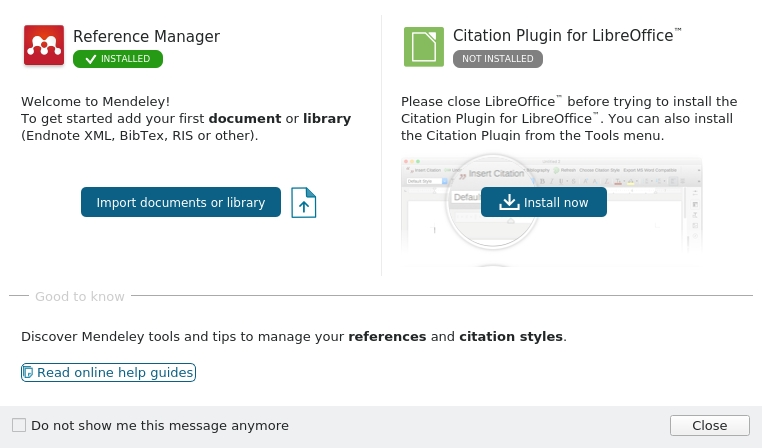 Reference Manager
INSTALLED
Welcome to Mendeley!
To get started add your first document or library
(Endnote XML, BibTex, RIS or other).
Import documents or library
Citation Plugin for LibreOffice™
NOT INSTALLED
Please close LibreOffice™ before trying to install the
Citation Plugin for LibreOffice™. You can also install
the Citation Plugin from the Tools menu.
Insert Citation
Install now
Good to know
Discover Mendeley tools and tips to manage your references and citation styles.
Read online help guides
Do not show me this message anymore
Close